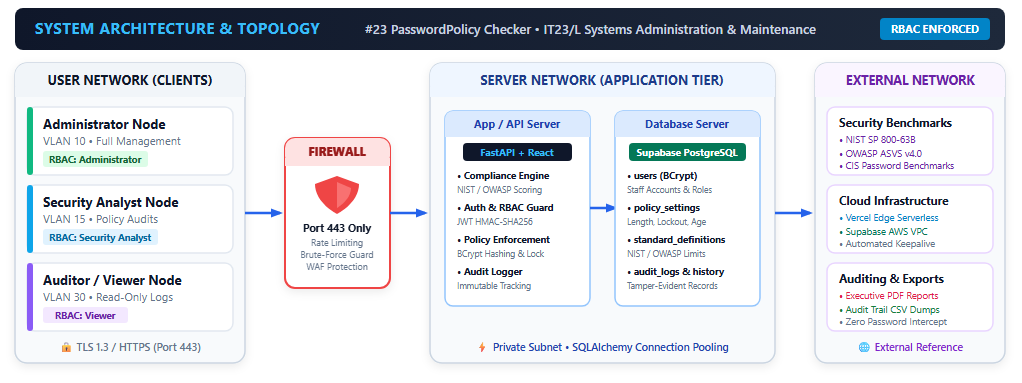 SYSTEM ARCHITECTURE & TOPOLOGY
#23 PasswordPolicy Checker • IT23/L Systems Administration & Maintenance
RBAC ENFORCED
USER NETWORK (CLIENTS)
Administrator Node
VLAN 10 • Full Management
RBAC: Administrator
Security Analyst Node
VLAN 15 • Policy Audits
RBAC: Security Analyst
Auditor / Viewer Node
VLAN 30 • Read-Only Logs
RBAC: Viewer
TLS 1.3 / HTTPS (Port 443)
FIREWALL
Port 443 Only
Rate Limiting
Brute-Force Guard
WAF Protection
SERVER NETWORK (APPLICATION TIER)
App / API Server
FastAPI + React
• Compliance Engine
NIST / OWASP Scoring
• Auth & RBAC Guard
JWT HMAC-SHA256
• Policy Enforcement
BCrypt Hashing & Lock
• Audit Logger
Immutable Tracking
Database Server
Supabase PostgreSQL
• users (BCrypt)
Staff Accounts & Roles
• policy_settings
Length, Lockout, Age
• standard_definitions
NIST / OWASP Limits
• audit_logs & history
Tamper-Evident Records
Private Subnet • SQLAlchemy Connection Pooling
EXTERNAL NETWORK
Security Benchmarks
• NIST SP 800-63B
• OWASP ASVS v4.0
• CIS Password Benchmarks
Cloud Infrastructure
• Vercel Edge Serverless
• Supabase AWS VPC
• Automated Keepalive
Auditing & Exports
• Executive PDF Reports
• Audit Trail CSV Dumps
• Zero Password Intercept
External Reference